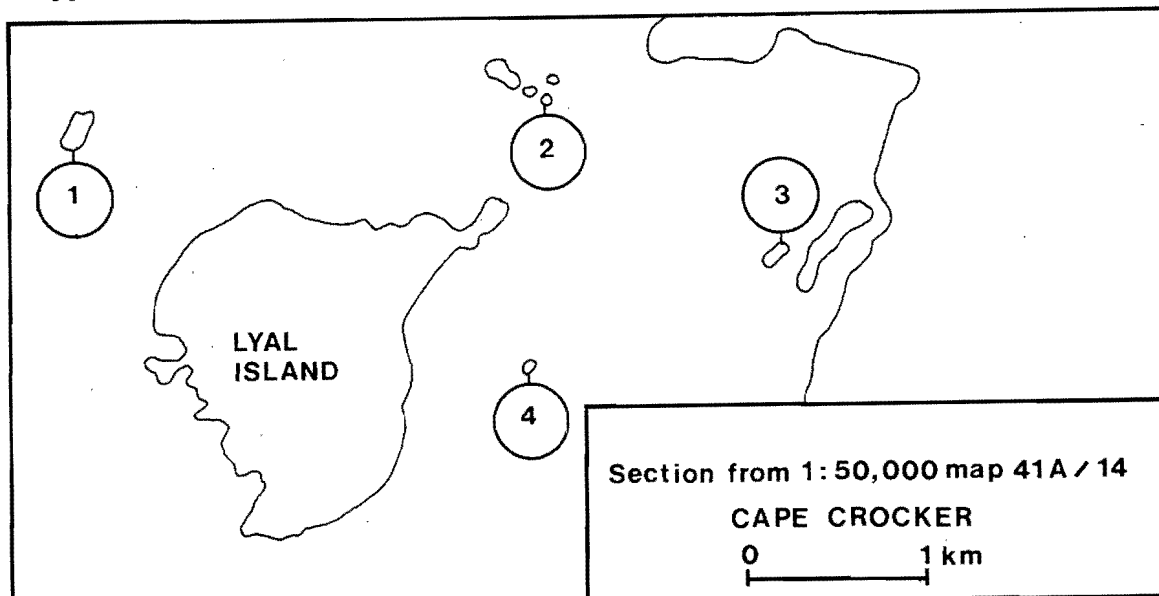 1
2
3
LYAL
ISLAND
4
Section from 1:50,000 map 41A/14
CAPE CROCKER
0 1 km